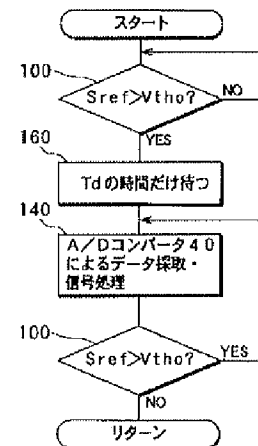 スタート
100
Sref>Vtho?
NO
YES
160
Tdの時間だけ待つ
140
A/Dコンバータ40
によるデータ採取・
信号処理
100
Sref>Vtho?
YES
NO
リターン